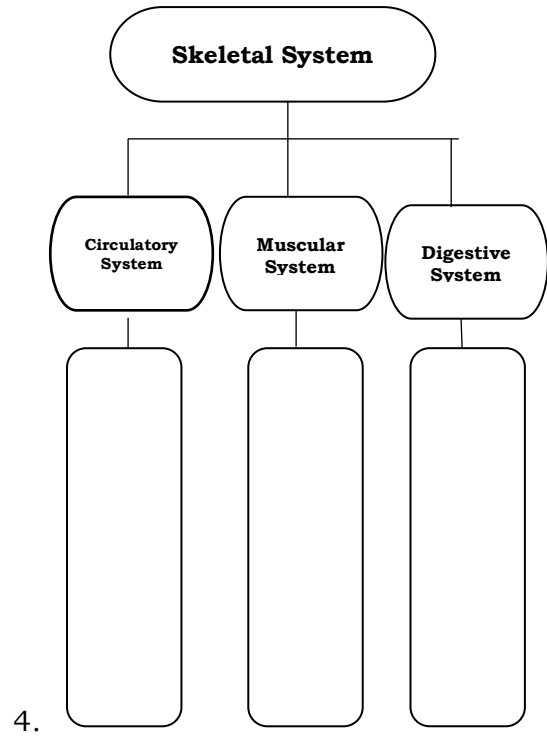 Skeletal System
Circulatory
System
Muscular
System
Digestive
System
4.